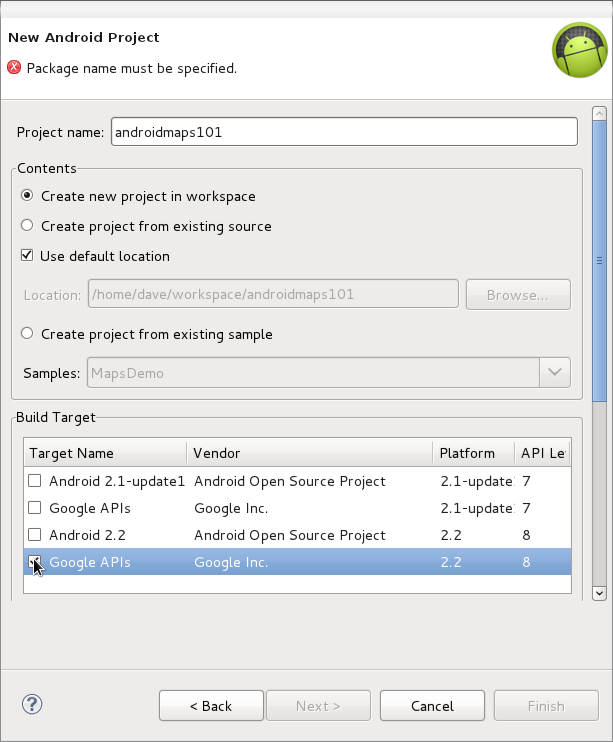 New Android Project
Package name must be specified.
Project name: androidmaps101
Contents
Create new project in workspace
Create project from existing source
Use default location
Location: /home/dave/workspace/androidmaps101 Browse...
Create project from existing sample
Samples: MapsDemo
Build Target
Target Name Vendor Platform API Le
Android 2.1-update1 Android Open Source Project 2.1-update 7
Google APIs Google Inc. 2.1-update 7
Android 2.2 Android Open Source Project 2.2 8
Google APIs Google Inc. 2.2 8
? < Back Next > Cancel Finish